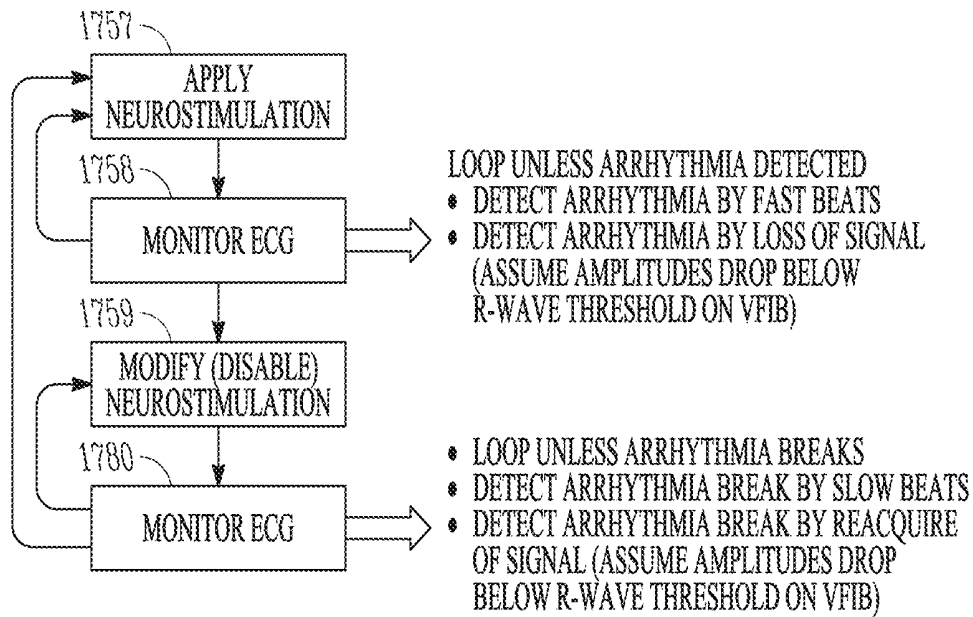 1757
APPLY
NEUROSTIMULATION
1758
MONITOR ECG
LOOP UNLESS ARRHYTHMIA DETECTED
• DETECT ARRHYTHMIA BY FAST BEATS
• DETECT ARRHYTHMIA BY LOSS OF SIGNAL
(ASSUME AMPLITUDES DROP BELOW
R-WAVE THRESHOLD ON VFIB)
1759
MODIFY (DISABLE)
NEUROSTIMULATION
1780
MONITOR ECG
• LOOP UNLESS ARRHYTHMIA BREAKS
• DETECT ARRHYTHMIA BREAK BY SLOW BEATS
• DETECT ARRHYTHMIA BREAK BY REACQUIRE
OF SIGNAL (ASSUME AMPLITUDES DROP
BELOW R-WAVE THRESHOLD ON VFIB)